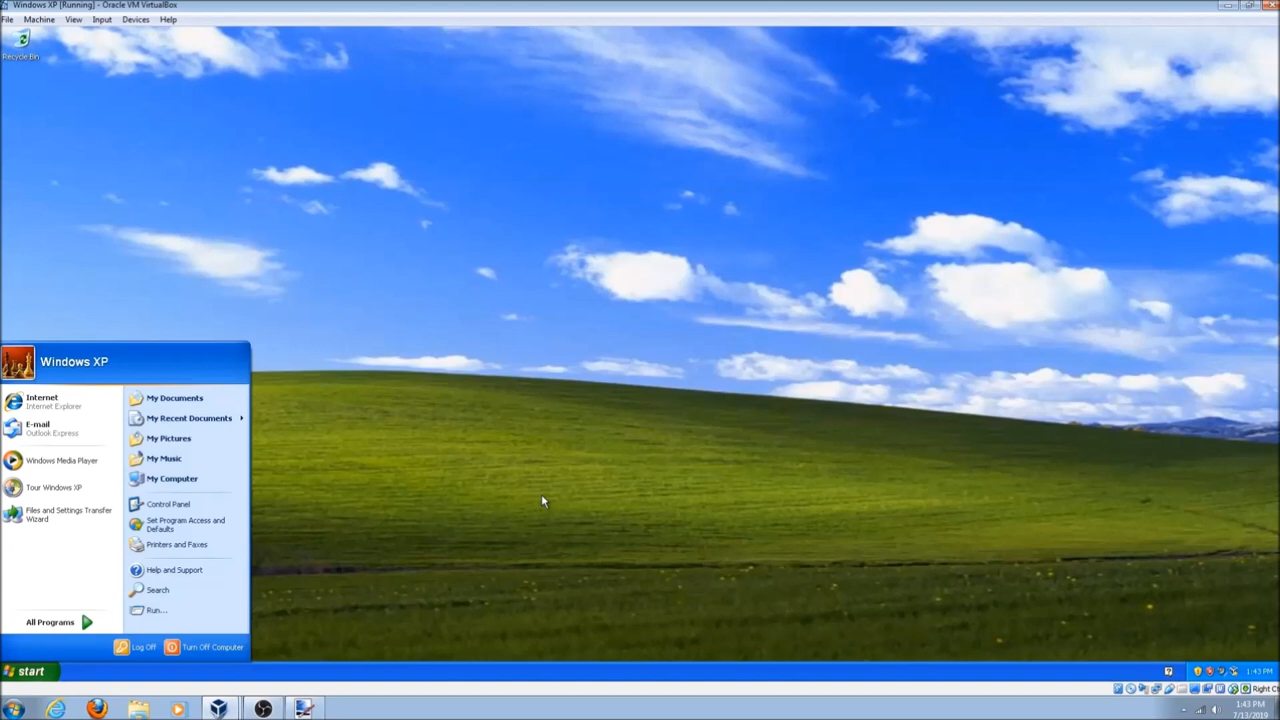 Windows XP [Running] - Oracle VM VirtualBox
File Machine View Input Devices Help
Recycle Bin
Windows XP
Internet
Internet Explorer
E-mail
Outlook Express
Windows Media Player
Tour Windows XP
Files and Settings Transfer
Wizard
All Programs
My Documents
My Recent Documents
My Pictures
My Music
My Computer
Control Panel
Set Program Access and
Defaults
Printers and Faxes
Help and Support
Search
Run...
Log Off Turn Off Computer
start
1:43 PM
Right C
1:43 PM
7/13/2019